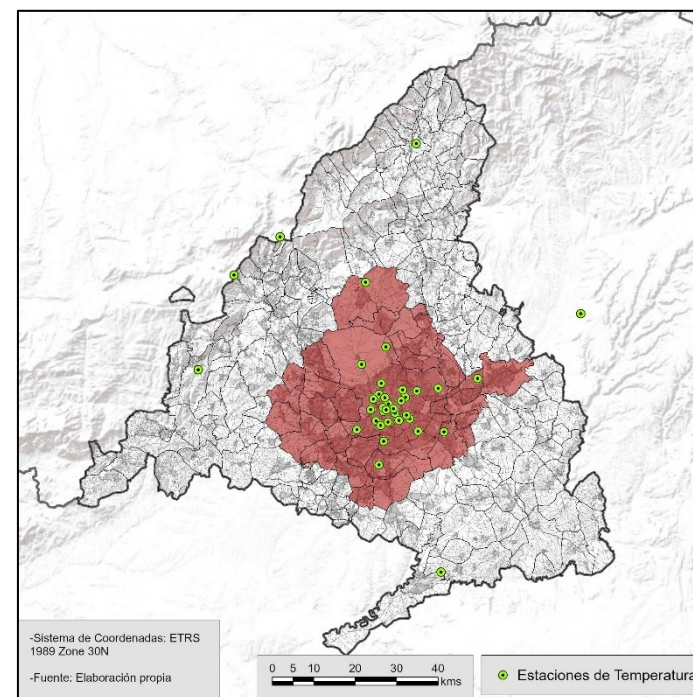 -Sistema de Coordenadas: ETRS
1989 Zone 30N
-Fuente: Elaboración propia
0 5 10 20 30 40
kms
Estaciones de Temperatura